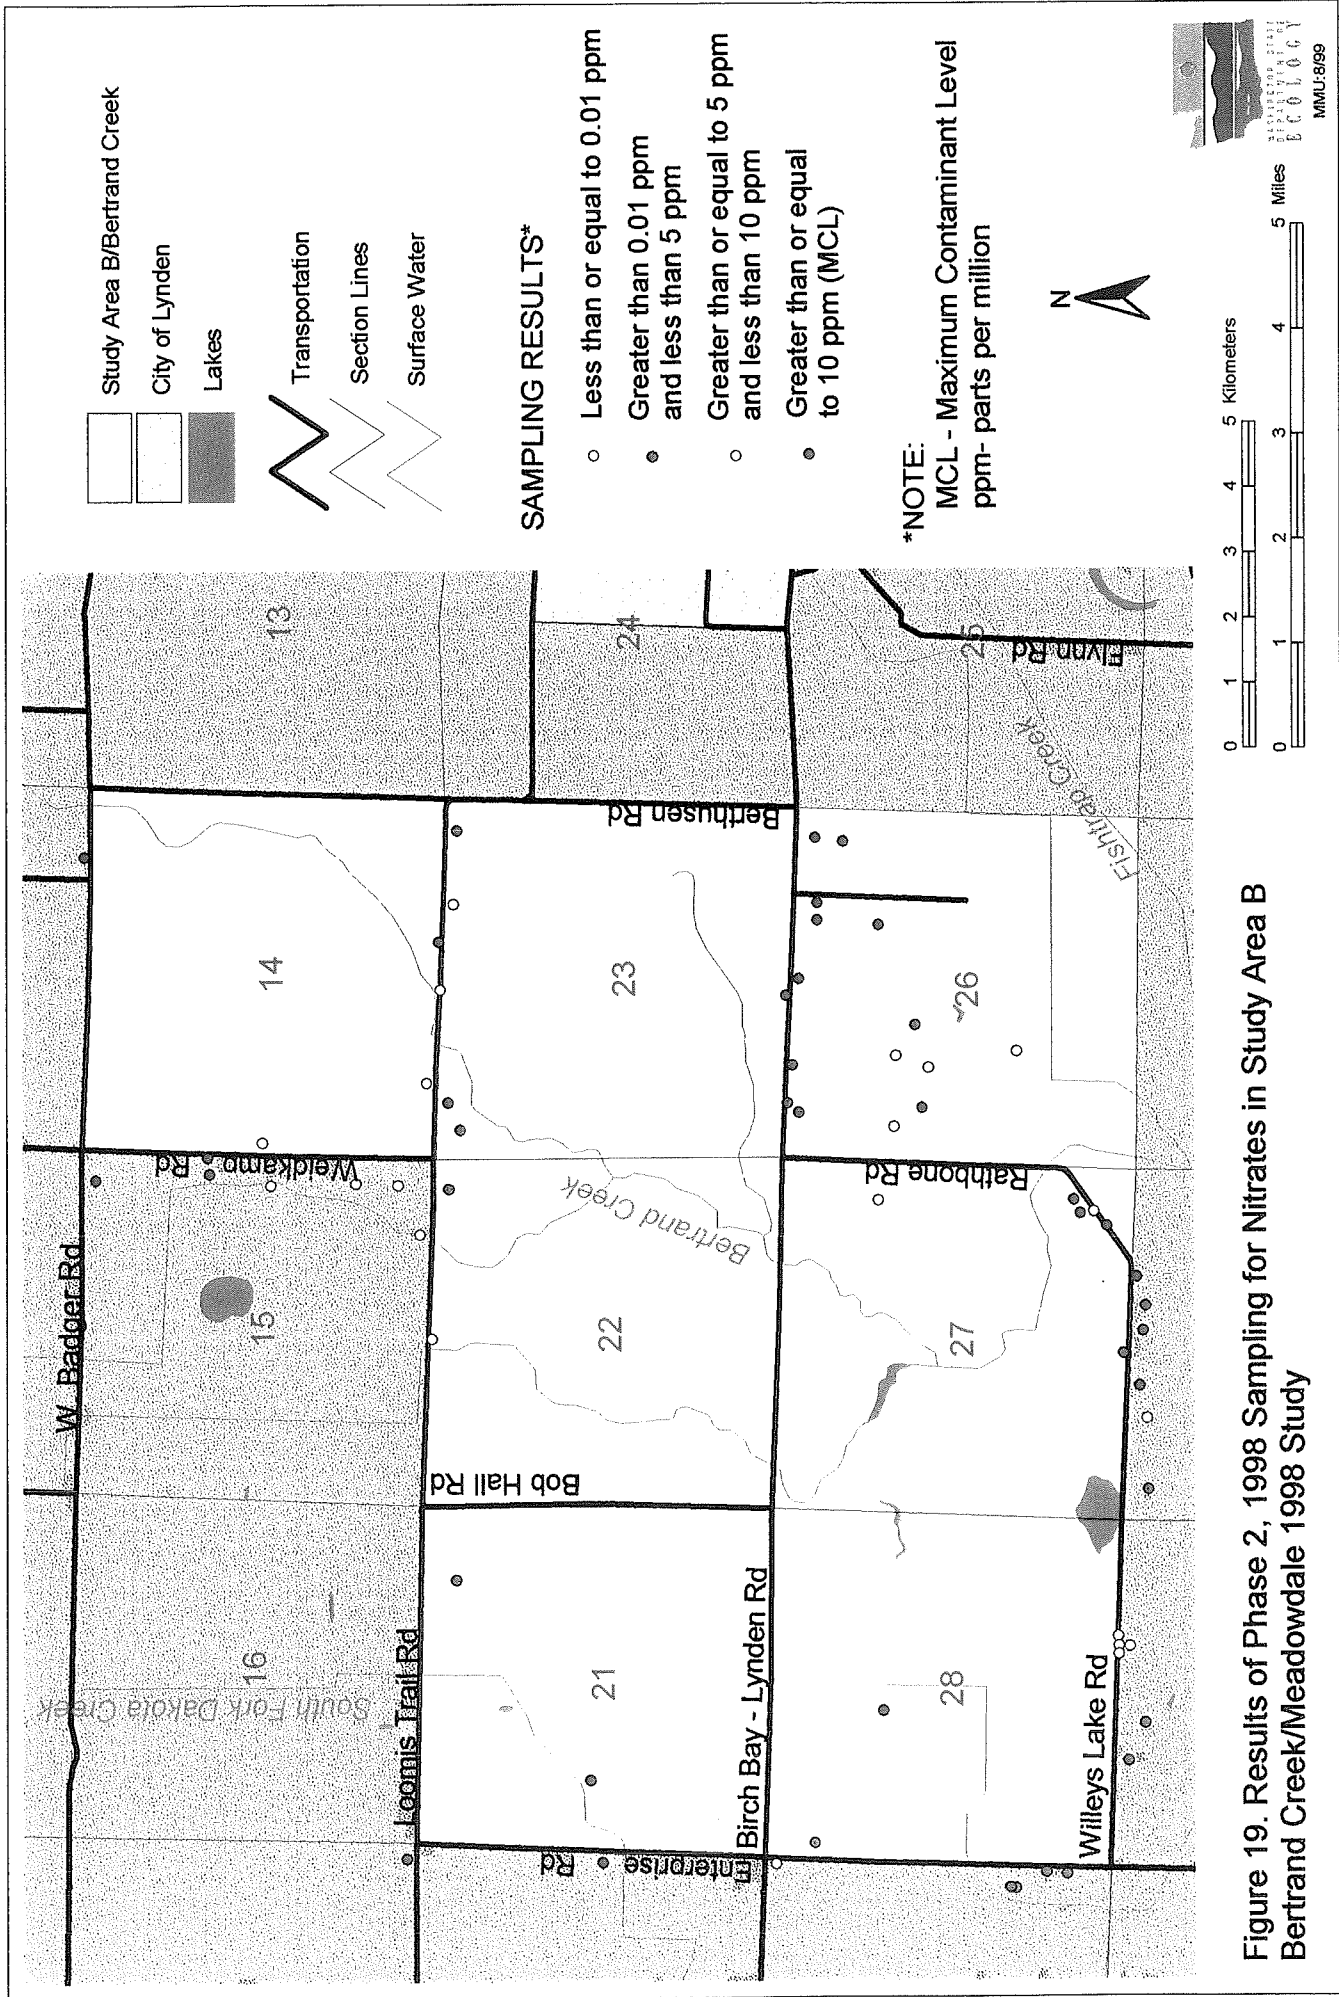 Study Area B/Bertrand Creek
City of Lynden
Lakes
Transportation
Section Lines
Surface Water
SAMPLING RESULTS*
Less than or equal to 0.01 ppm
Greater than 0.01 ppm
and less than 5 ppm
Greater than or equal to 5 ppm
and less than 10 ppm
Greater than or equal
to 10 ppm (MCL)
*NOTE:
MCL - Maximum Contaminant Level
ppm- parts per million
N
0 1 2 3 4 5 Kilometers
0 1 2 3 4 5 Miles
WASHINGTON STATE
DEPARTMENT OF
ECOLOGY
MMU:8/99
W. Badger Rd
Weidkamp Rd
Loomis Trail Rd
Bob Hall Rd
Berthusen Rd
Birch Bay - Lynden Rd
Enterprise Rd
Rathbone Rd
Willeys Lake Rd
Flynn Rd
South Fork Dakota Creek
Bertrand Creek
Fishtrap Creek
16
15
14
13
21
22
23
24
28
27
26
25
Figure 19. Results of Phase 2, 1998 Sampling for Nitrates in Study Area B
Bertrand Creek/Meadowdale 1998 Study